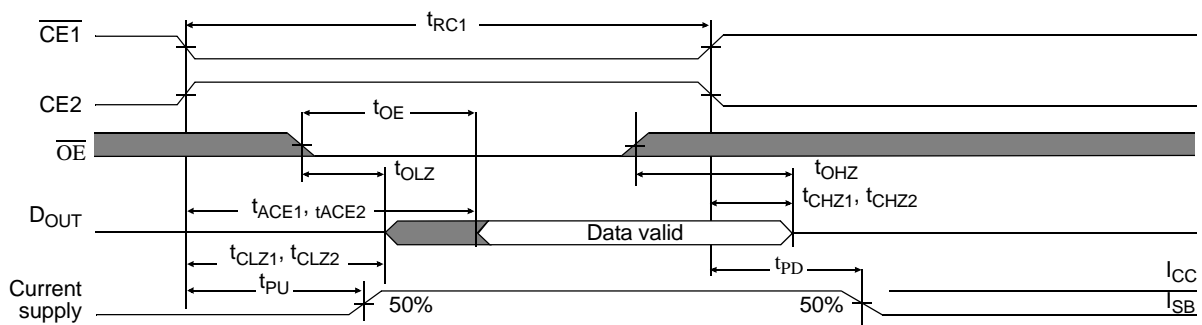 tRC1
CE1
CE2
tOE
OE
tOLZ
tOHZ
tACE1, tACE2
tCHZ1, tCHZ2
DOUT
Data valid
tCLZ1, tCLZ2
tPD
ICC
tPU
Current
supply
50%
50%
ISB